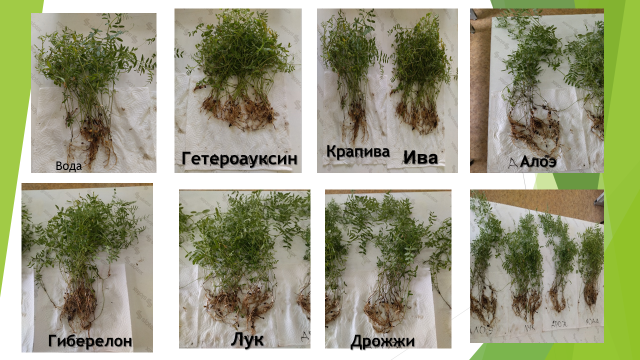 Вода
Гетероауксин
Крапива
Ива
Алоэ
Гиберелон
Лук
Дрожжи